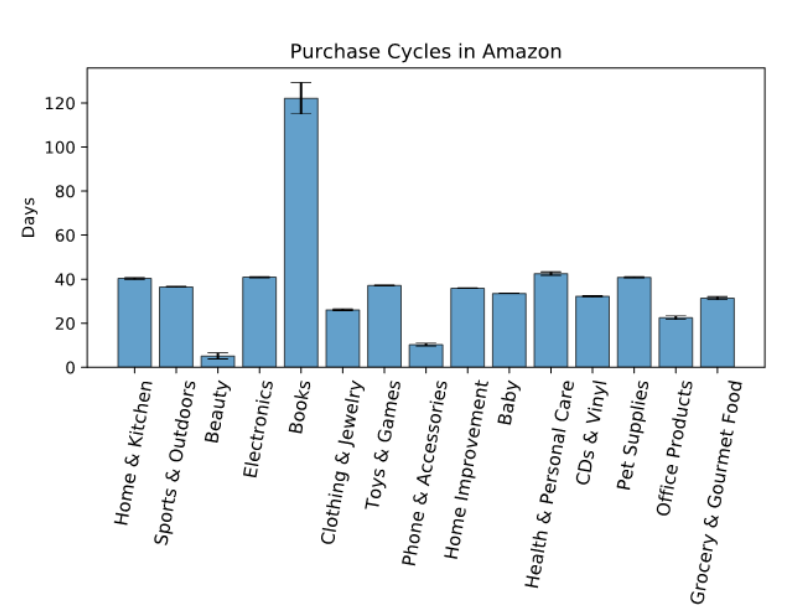 Purchase Cycles in Amazon
Days
120
100
80
60
40
20
0
Home & Kitchen
Sports & Outdoors
Beauty
Electronics
Books
Clothing & Jewelry
Toys & Games
Phone & Accessories
Home Improvement
Baby
Health & Personal Care
CDs & Vinyl
Pet Supplies
Office Products
Grocery & Gourmet Food